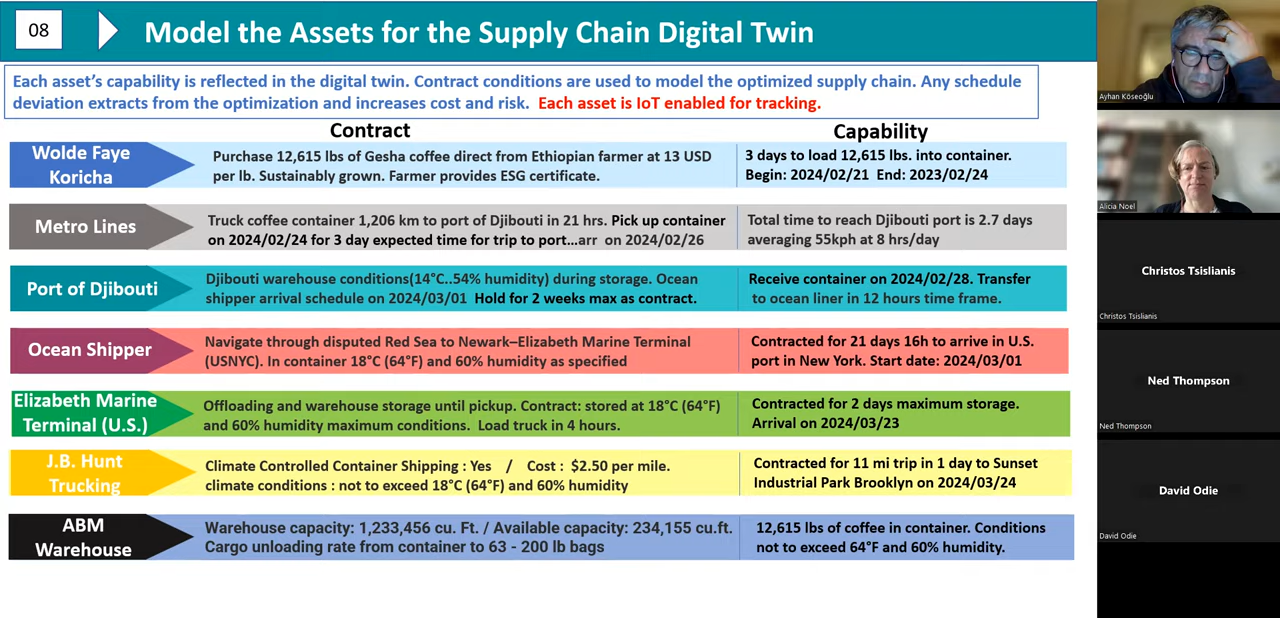 08
Model the Assets for the Supply Chain Digital Twin
Each asset's capability is reflected in the digital twin. Contract conditions are used to model the optimized supply chain. Any schedule
deviation extracts from the optimization and increases cost and risk. Each asset is IoT enabled for tracking.
Contract
Capability
Wolde Faye
Koricha
Purchase 12,615 lbs of Gesha coffee direct from Ethiopian farmer at 13 USD
per lb. Sustainably grown. Farmer provides ESG certificate.
3 days to load 12,615 lbs. into container.
Begin: 2024/02/21 End: 2023/02/24
Metro Lines
Truck coffee container 1,206 km to port of Djibouti in 21 hrs. Pick up container
on 2024/02/24 for 3 day expected time for trip to port...arr on 2024/02/26
Total time to reach Djibouti port is 2.7 days
averaging 55kph at 8 hrs/day
Port of Djibouti
Djibouti warehouse conditions(14°C..54% humidity) during storage. Ocean
shipper arrival schedule on 2024/03/01 Hold for 2 weeks max as contract.
Receive container on 2024/02/28. Transfer
to ocean liner in 12 hours time frame.
Ocean Shipper
Navigate through disputed Red Sea to Newark–Elizabeth Marine Terminal
(USNYC). In container 18°C (64°F) and 60% humidity as specified
Contracted for 21 days 16h to arrive in U.S.
port in New York. Start date: 2024/03/01
Elizabeth Marine
Terminal (U.S.)
Offloading and warehouse storage until pickup. Contract: stored at 18°C (64°F)
and 60% humidity maximum conditions. Load truck in 4 hours.
Contracted for 2 days maximum storage.
Arrival on 2024/03/23
J.B. Hunt
Trucking
Climate Controlled Container Shipping : Yes / Cost : $2.50 per mile.
climate conditions : not to exceed 18°C (64°F) and 60% humidity
Contracted for 11 mi trip in 1 day to Sunset
Industrial Park Brooklyn on 2024/03/24
ABM
Warehouse
Warehouse capacity: 1,233,456 cu. Ft. / Available capacity: 234,155 cu.ft.
Cargo unloading rate from container to 63 - 200 lb bags
12,615 lbs of coffee in container. Conditions
not to exceed 64°F and 60% humidity.
Ayhan Köseoğlu
Alicia Noel
Christos Tsislianis
Christos Tsislianis
Ned Thompson
Ned Thompson
David Odie
David Odie